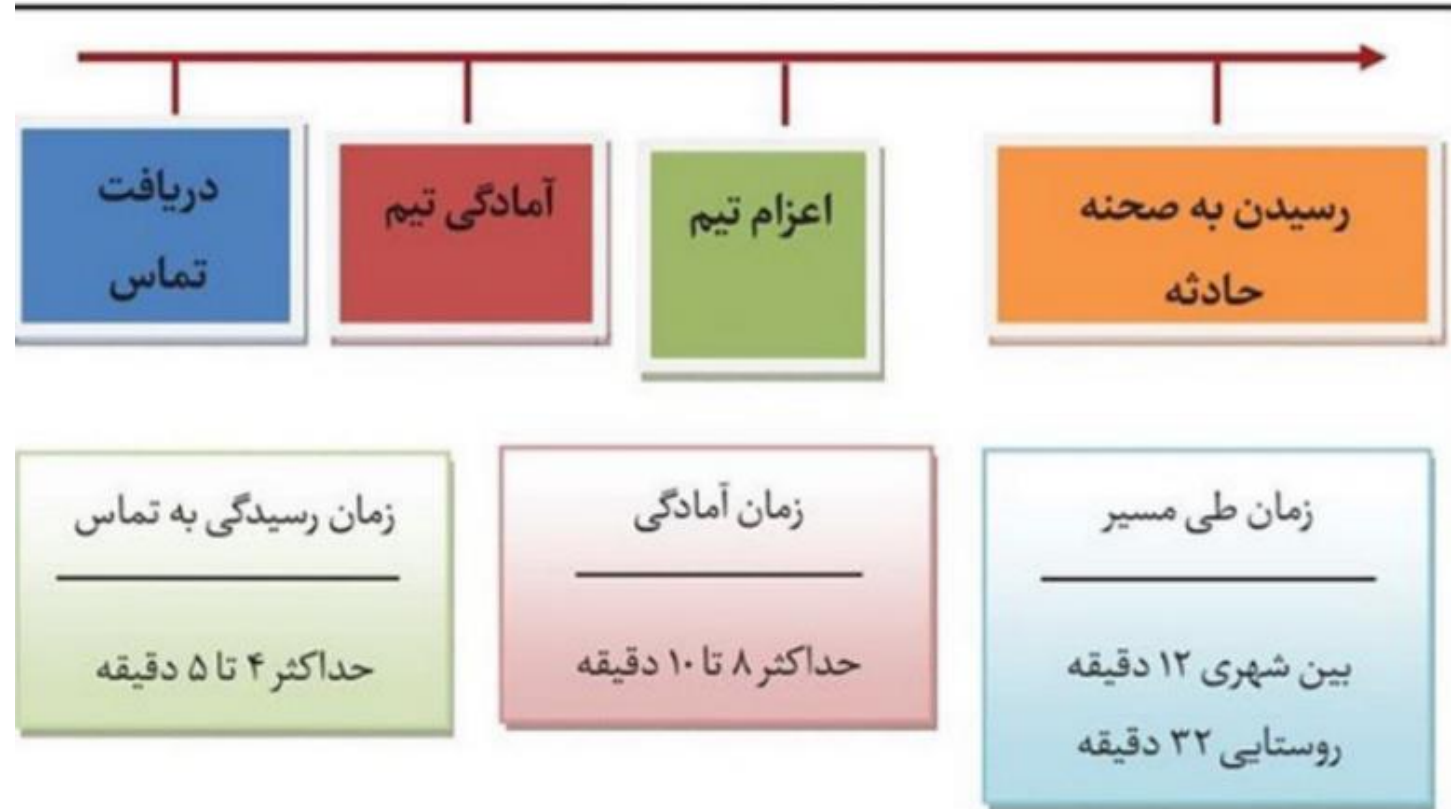 دریافت
تماس
آمادگی تیم
اعزام تیم
رسیدن به صحنه
حادثه
زمان رسیدگی به تماس
حداکثر ۴ تا ۵ دقیقه
زمان آمادگی
حداکثر ۸ تا ۱۰ دقیقه
زمان طی مسیر
بین شهری ۱۲ دقیقه
روستایی ۳۲ دقیقه